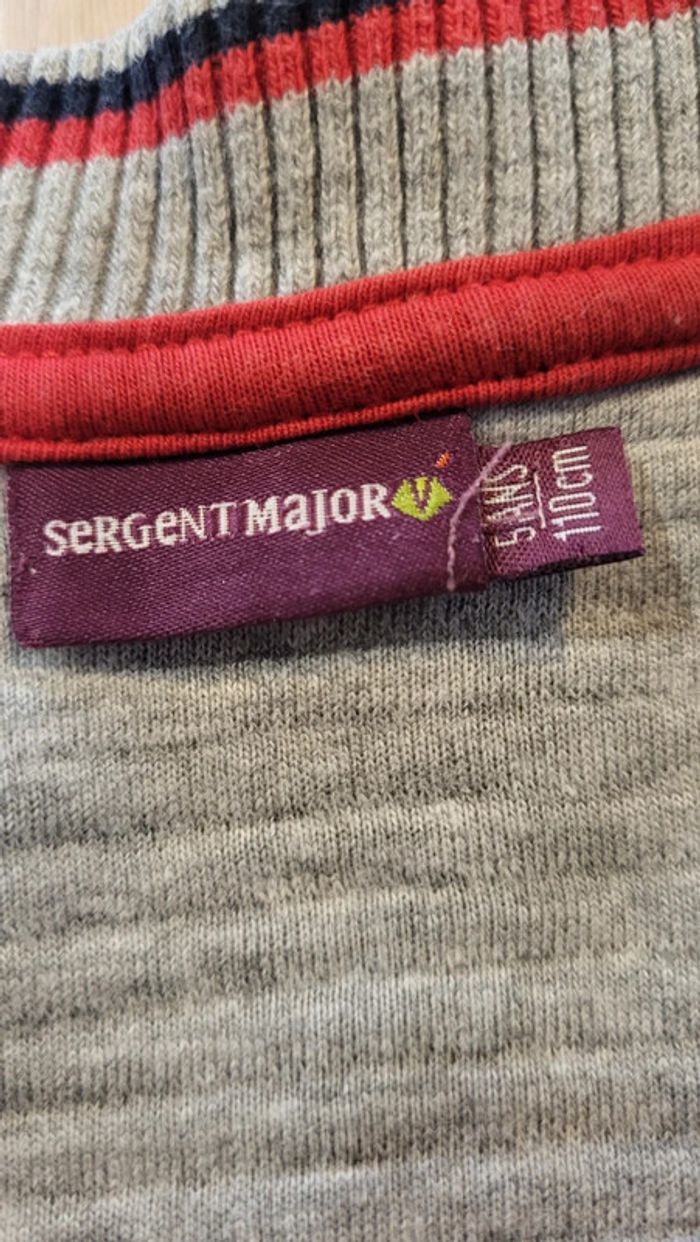 SeRGeNT MaJOR
5 ANS
110cm